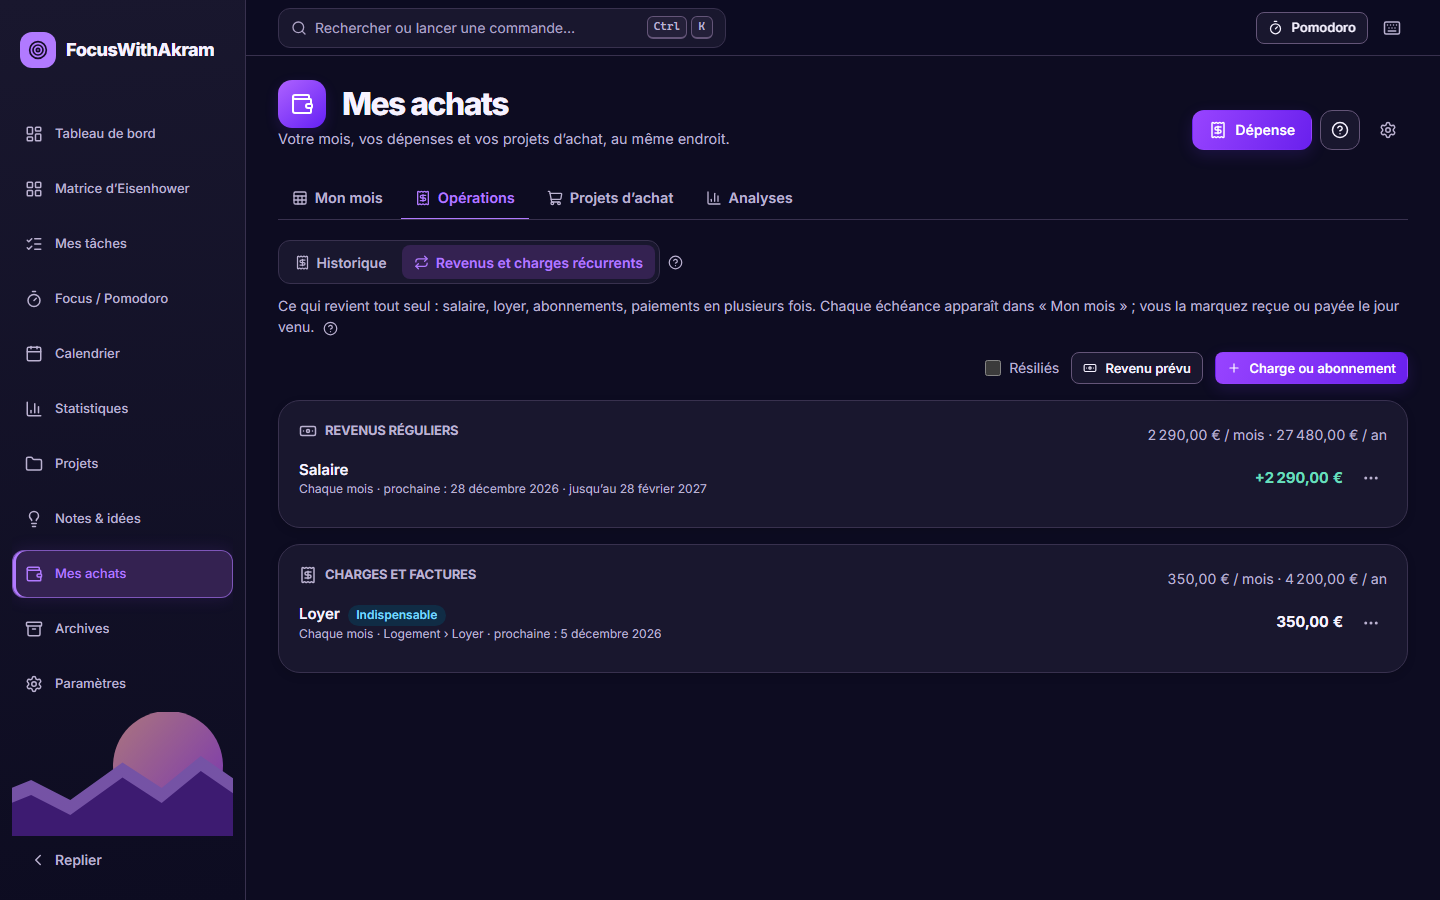 FocusWithAkram
Rechercher ou lancer une commande...
Ctrl
K
Pomodoro
Tableau de bord
Matrice d’Eisenhower
Mes tâches
Focus / Pomodoro
Calendrier
Statistiques
Projets
Notes & idées
Mes achats
Archives
Paramètres
Replier
Mes achats
Votre mois, vos dépenses et vos projets d’achat, au même endroit.
Dépense
Mon mois
Opérations
Projets d’achat
Analyses
Historique
Revenus et charges récurrents
Ce qui revient tout seul : salaire, loyer, abonnements, paiements en plusieurs fois. Chaque échéance apparaît dans « Mon mois » ; vous la marquez reçue ou payée le jour
venu.
Résiliés
Revenu prévu
Charge ou abonnement
REVENUS RÉGULIERS
2 290,00 € / mois · 27 480,00 € / an
Salaire
Chaque mois · prochaine : 28 décembre 2026 · jusqu’au 28 février 2027
+2 290,00 €
CHARGES ET FACTURES
350,00 € / mois · 4 200,00 € / an
Loyer
Indispensable
Chaque mois · Logement › Loyer · prochaine : 5 décembre 2026
350,00 €